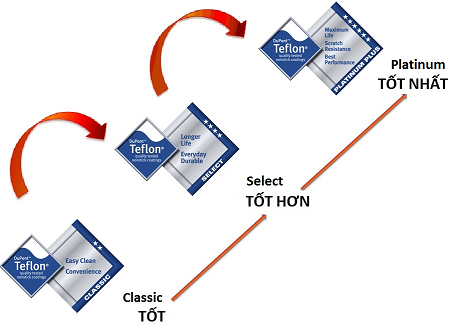 DuPont™
Teflon®
quality tested
nonstick coatings
Maximum
Life
Scratch
Resistance
Best
Performance
★★★★★★
PLATINUM PLUS
Platinum
TỐT NHẤT
DuPont™
Teflon®
quality tested
nonstick coatings
Longer
Life
Everyday
Durable
★★★★★
SELECT
Select
TỐT HƠN
DuPont™
Teflon®
quality tested
nonstick coatings
Easy Clean
Convenience
★★
CLASSIC
Classic
TỐT